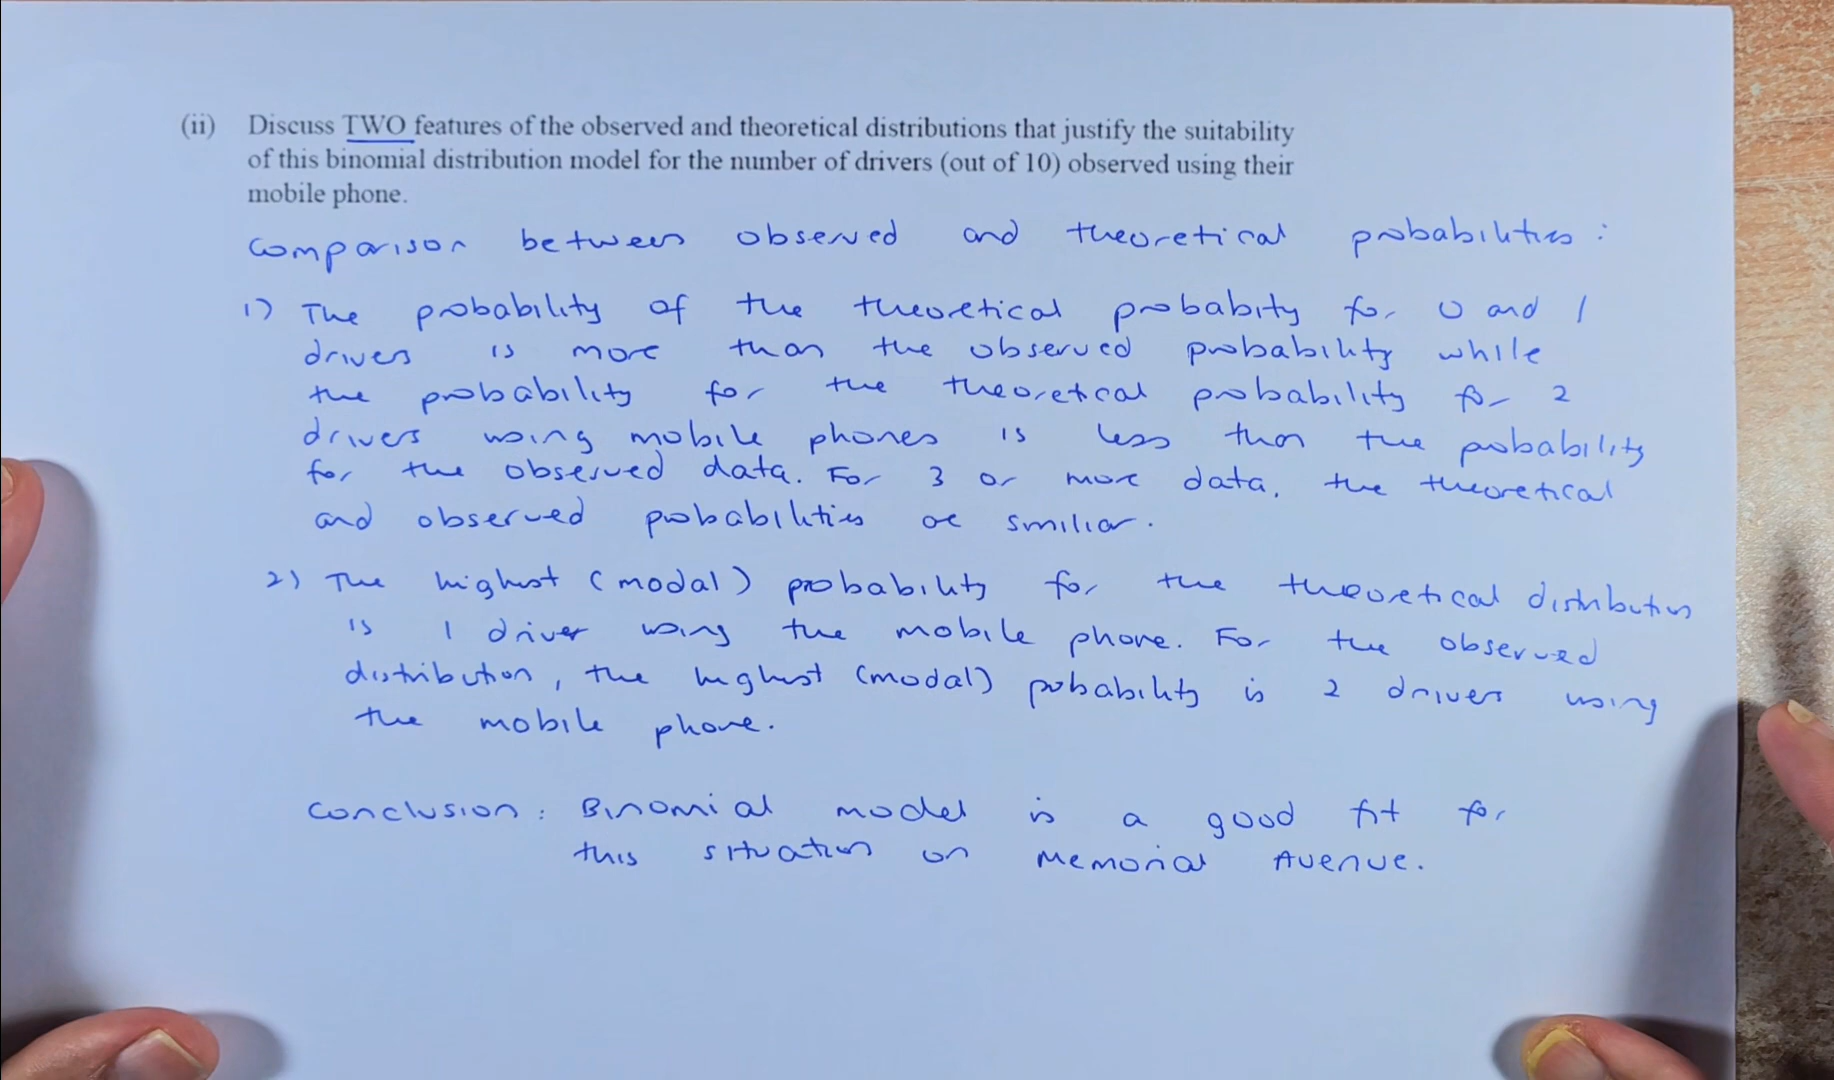 (ii) Discuss TWO features of the observed and theoretical distributions that justify the suitability
of this binomial distribution model for the number of drivers (out of 10) observed using their
mobile phone.
Comparison between observed and theoretical probabilities :
1) The probability of the theoretical probabity for 0 and 1
drivers is more than the observed probability while
the probability for the theoretical probability for 2
drivers using mobile phones is less than the probability
for the observed data. For 3 or more data, the theoretical
and observed probabilities are smiliar.
2) The highest (modal) probability for the theoretical distribution
is 1 driver using the mobile phone. For the observed
distribution, the highest (modal) probability is 2 drivers using
the mobile phone.
Conclusion : Binomial model is a good fit for
this situation on Memorial Avenue.